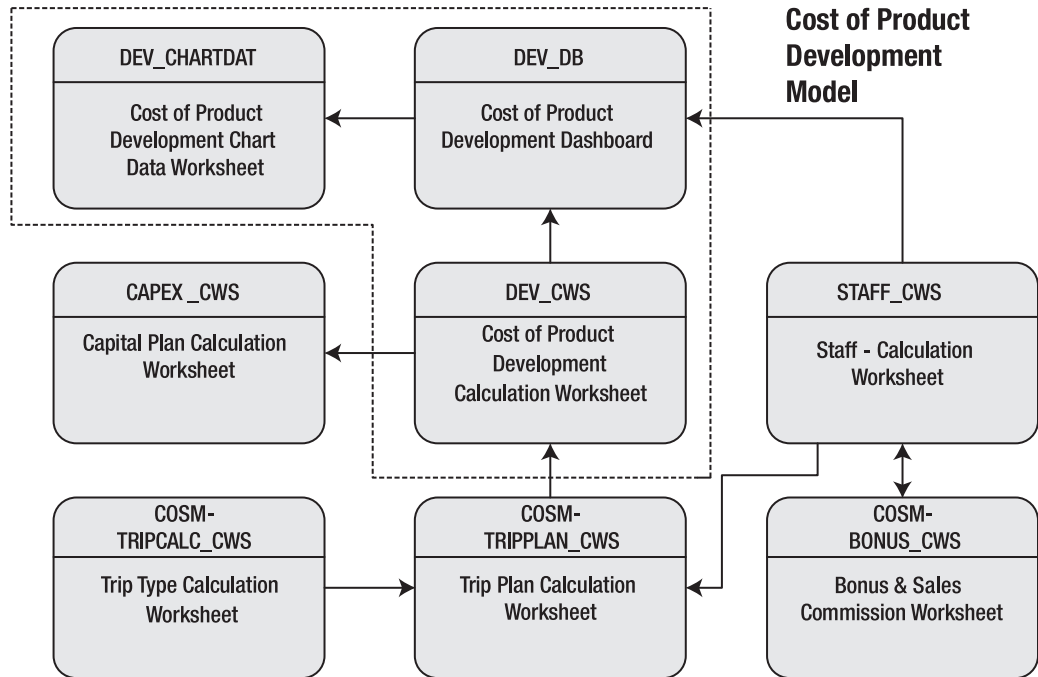 Cost of Product
Development
Model
DEV_CHARTDAT
Cost of Product
Development Chart
Data Worksheet
DEV_DB
Cost of Product
Development Dashboard
CAPEX _CWS
Capital Plan Calculation
Worksheet
DEV_CWS
Cost of Product
Development
Calculation Worksheet
STAFF_CWS
Staff - Calculation
Worksheet
COSM-
TRIPCALC_CWS
Trip Type Calculation
Worksheet
COSM-
TRIPPLAN_CWS
Trip Plan Calculation
Worksheet
COSM-
BONUS_CWS
Bonus & Sales
Commission Worksheet